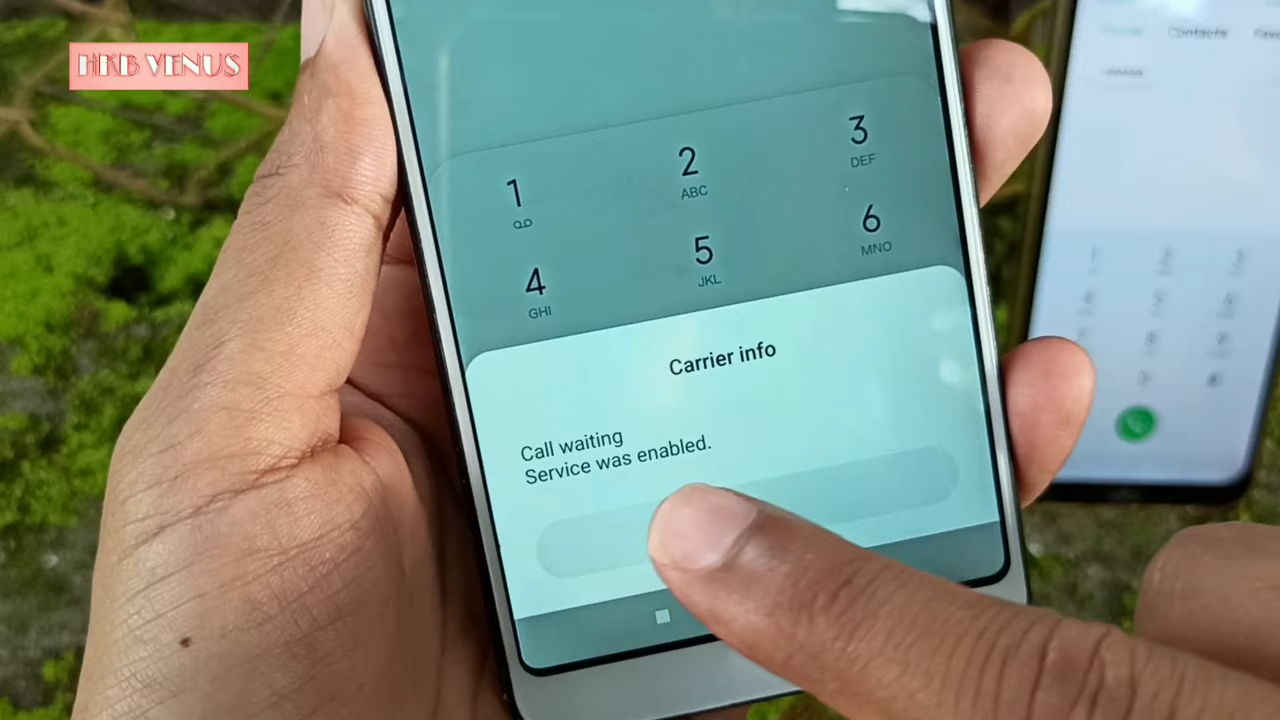 HKB VENUS
Contacts
1
2
ABC
3
DEF
4
GHI
5
JKL
6
MNO
Carrier info
Call waiting
Service was enabled.